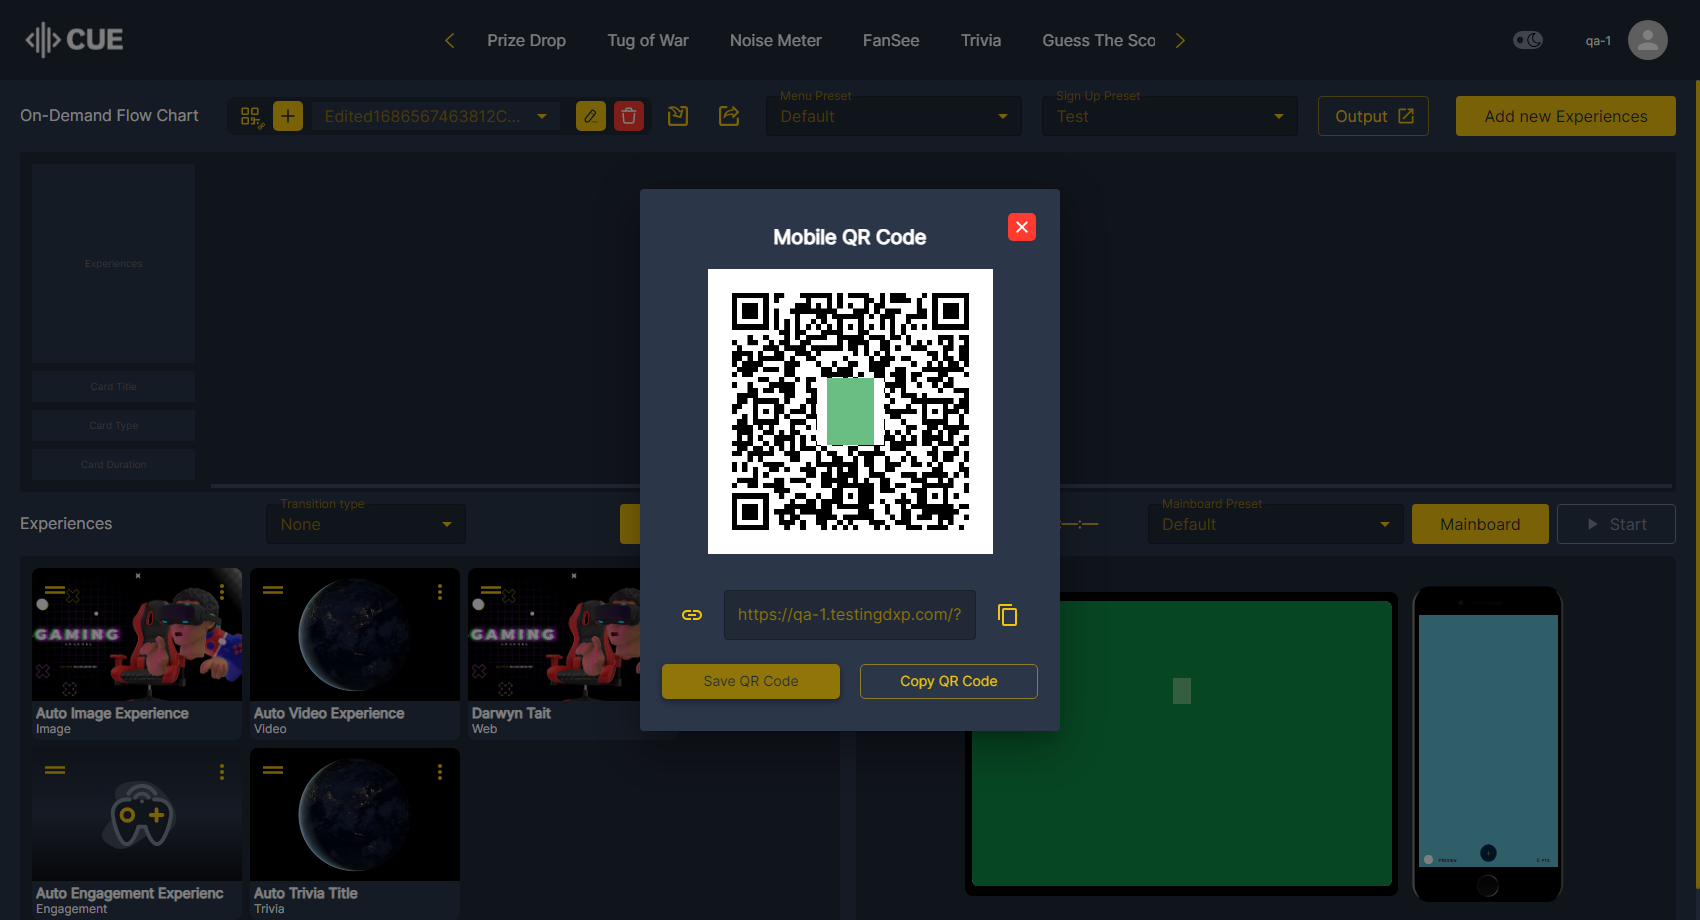 CUE
Prize Drop
Tug of War
Noise Meter
FanSee
Trivia
Guess The Sco
qa-1
On-Demand Flow Chart
Edited1686567463812C...
Menu Preset
Default
Sign Up Preset
Test
Output
Add new Experiences
Experiences
Card Title
Card Type
Card Duration
Mobile QR Code
https://qa-1.testingdxp.com/?
Save QR Code
Copy QR Code
Experiences
Transition type
None
Mainboard Preset
Default
Mainboard
Start
GAMING
GAMING
Auto Image Experience
Image
Auto Video Experience
Video
Darwyn Tait
Web
Auto Engagement Experienc
Engagement
Auto Trivia Title
Trivia
PREVIEW
0 PTS